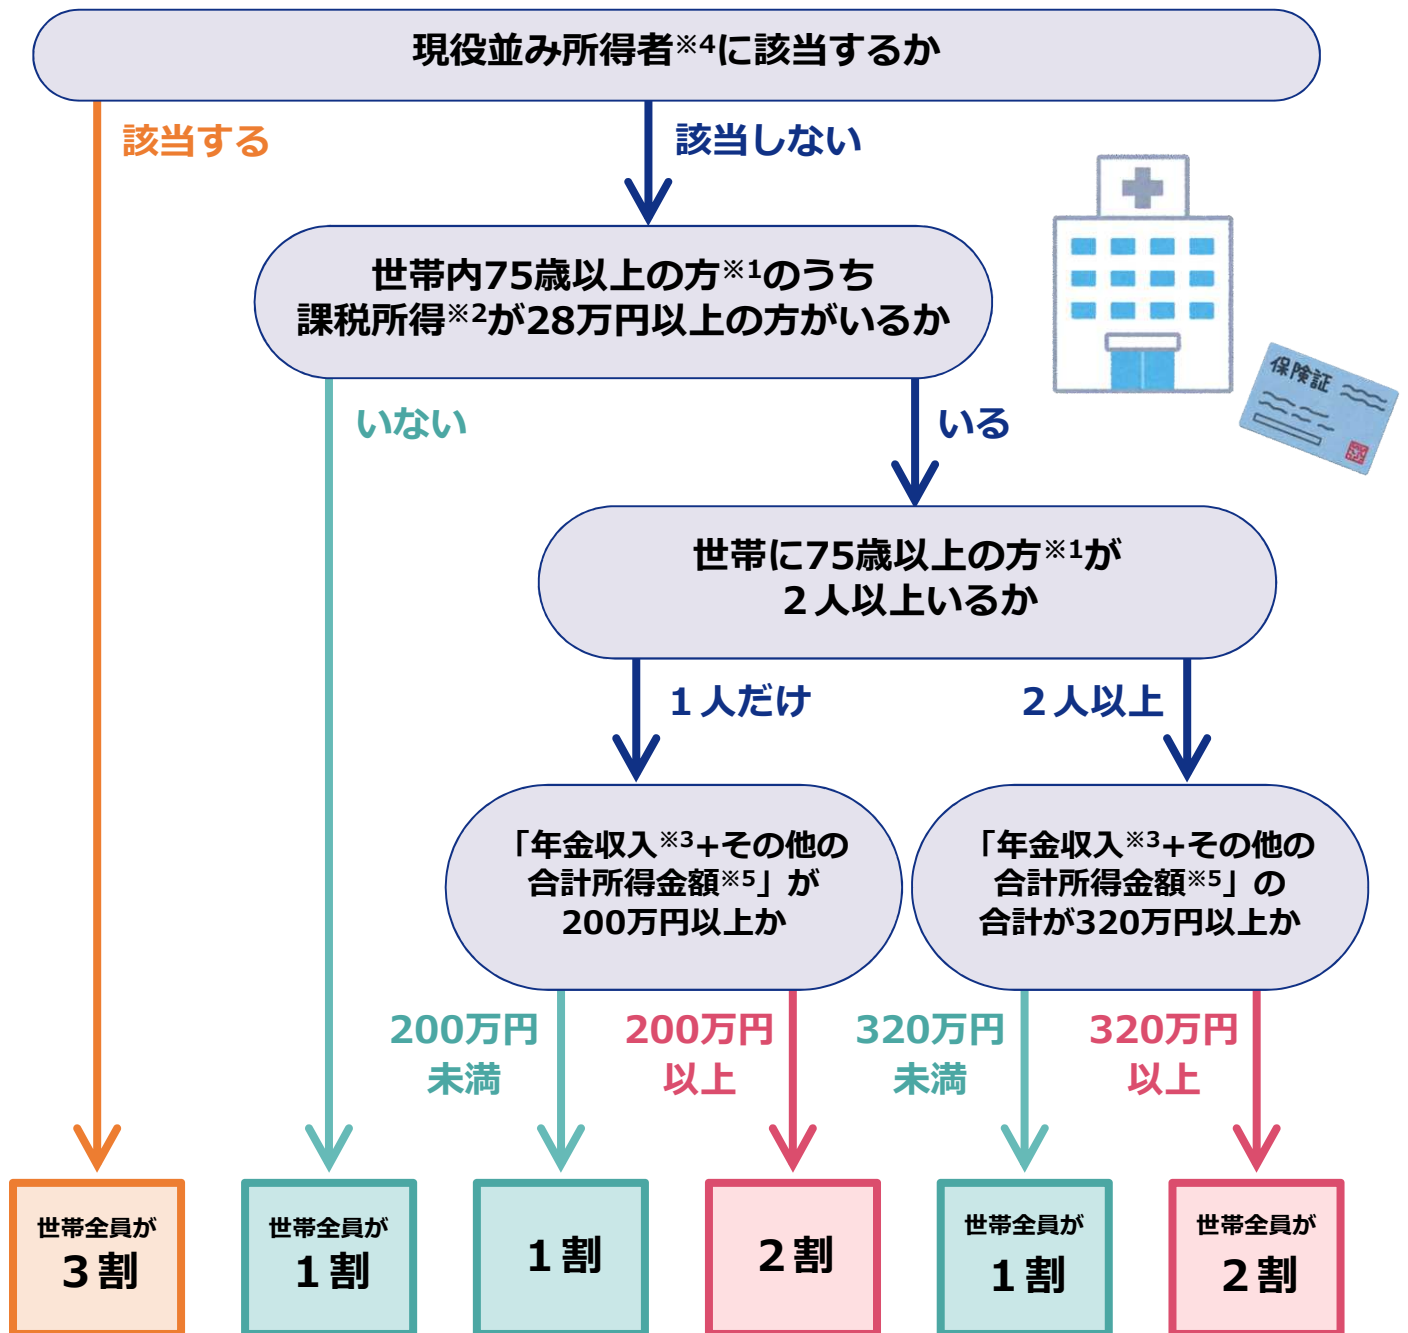 現役並み所得者※4に該当するか
該当する
該当しない
世帯内75歳以上の方※1のうち
課税所得※2が28万円以上の方がいるか
保険証
いない
いる
世帯に75歳以上の方※1が
２人以上いるか
１人だけ
２人以上
「年金収入※3+その他の
合計所得金額※5」が
200万円以上か
「年金収入※3+その他の
合計所得金額※5」の
合計が320万円以上か
200万円
未満
200万円
以上
320万円
未満
320万円
以上
世帯全員が
３割
世帯全員が
１割
１割
２割
世帯全員が
１割
世帯全員が
２割